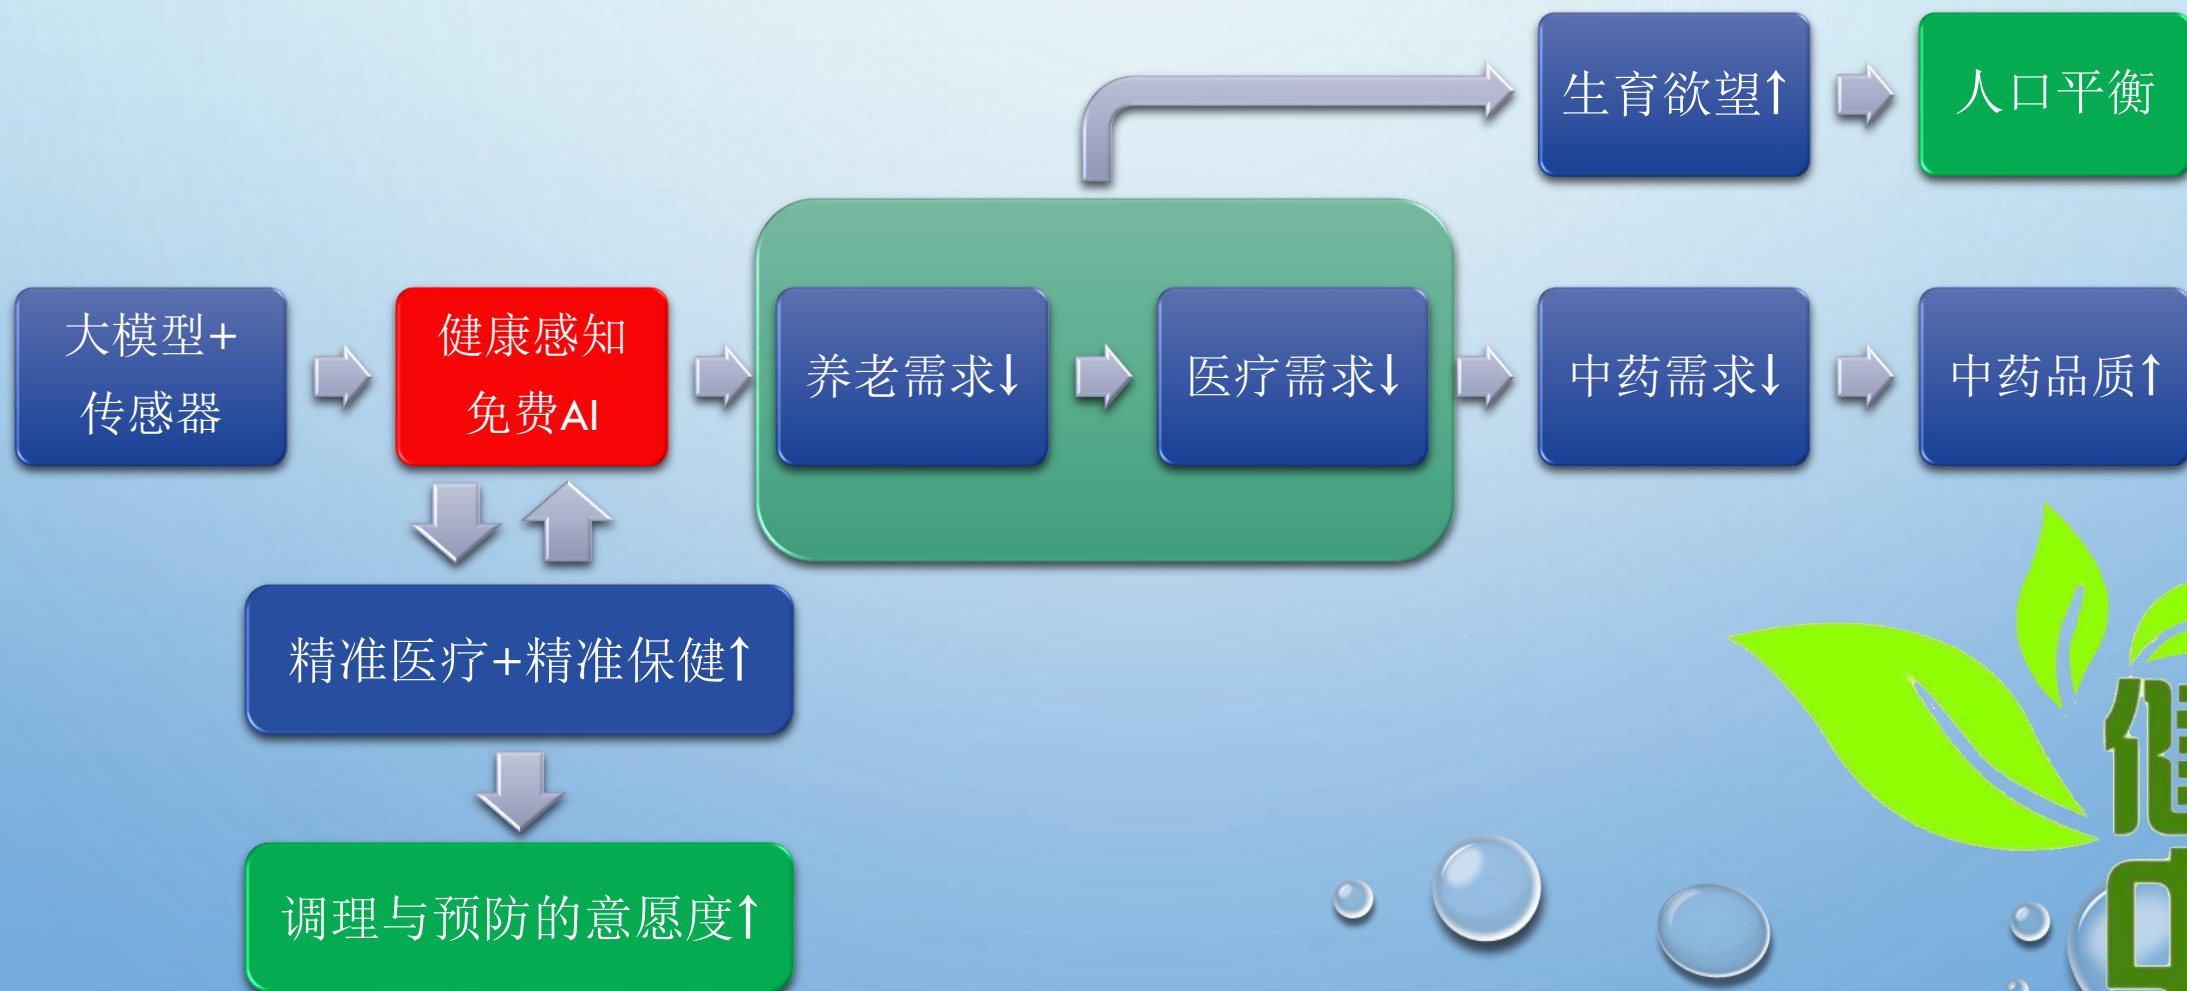 生育欲望↑
人口平衡
大模型+
传感器
健康感知
免费AI
养老需求↓
医疗需求↓
中药需求↓
中药品质↑
精准医疗+精准保健↑
调理与预防的意愿度↑